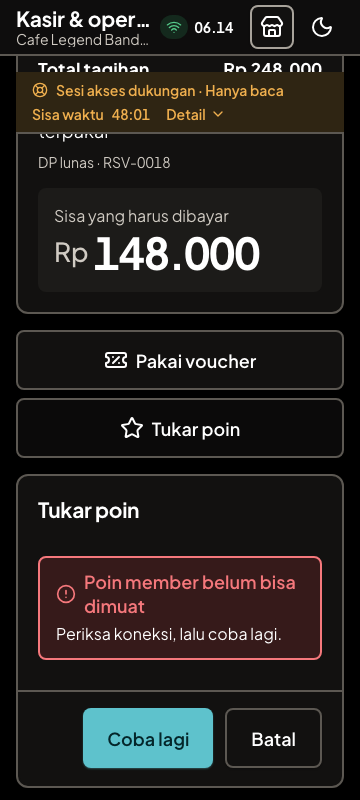 Kasir & oper...
Cafe Legend Band...
06.14
Total tagihan Rp 248.000
Sesi akses dukungan · Hanya baca
Sisa waktu 48:01 Detail
terpakai
DP lunas · RSV-0018
Sisa yang harus dibayar
Rp 148.000
Pakai voucher
Tukar poin
Tukar poin
Poin member belum bisa
dimuat
Periksa koneksi, lalu coba lagi.
Coba lagi
Batal